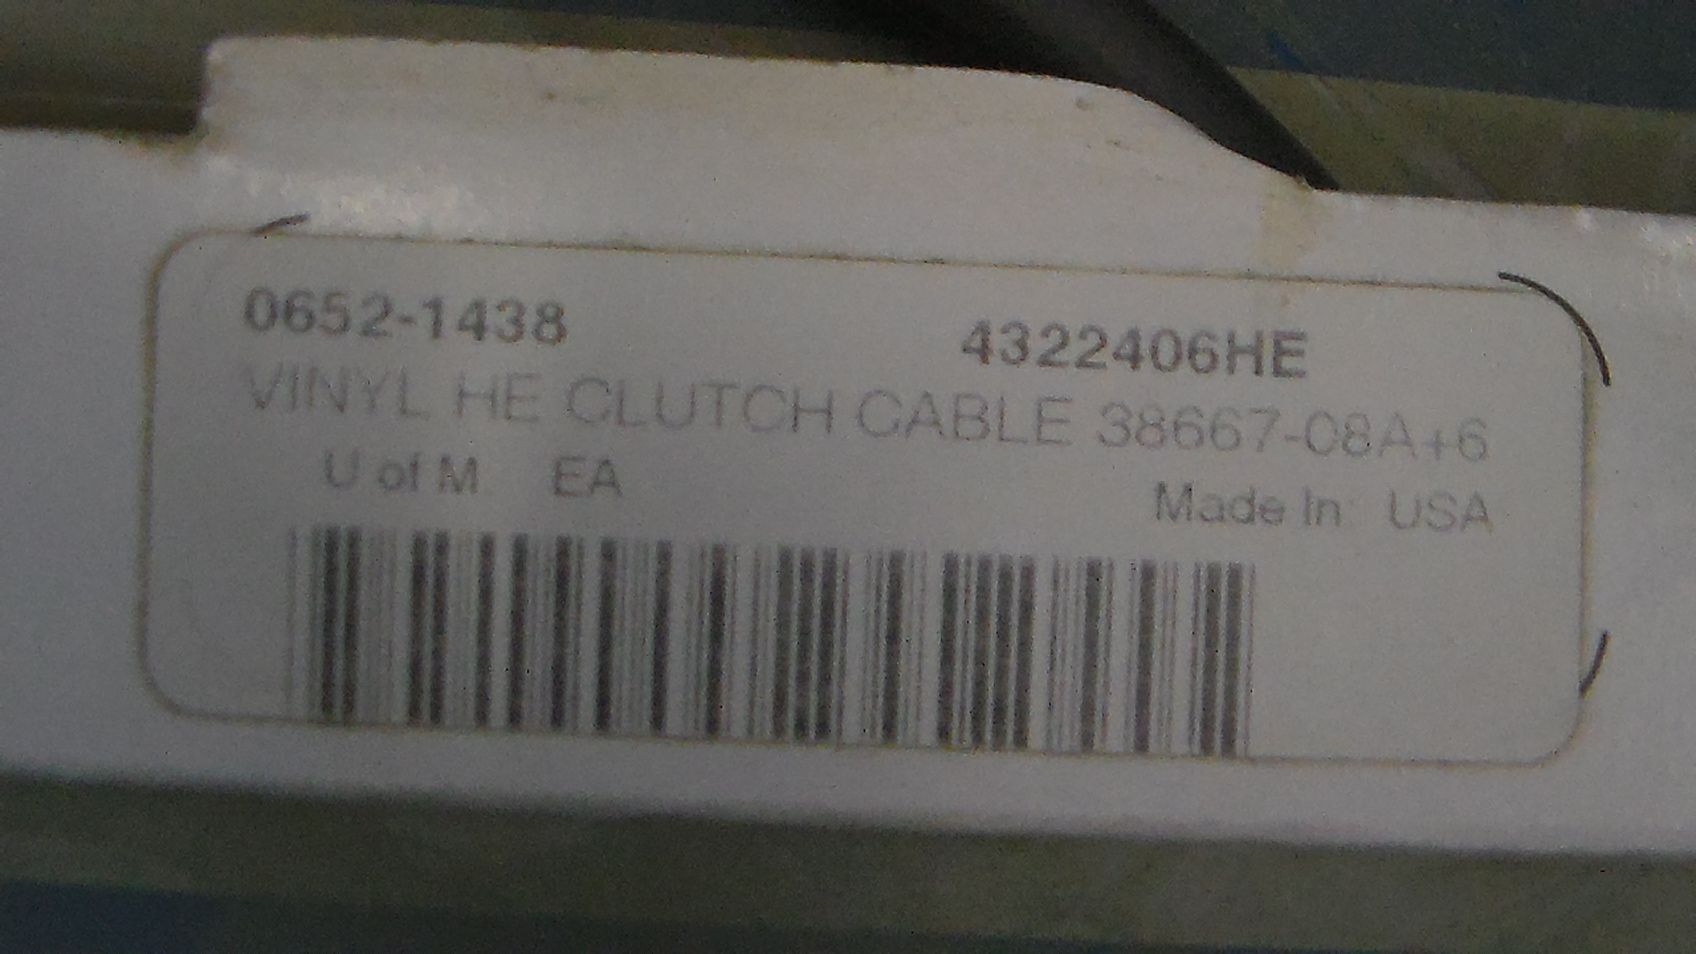 0652-1438 4322406HE
VINYL HE CLUTCH CABLE 38667-08A+6
U of M EA Made In USA